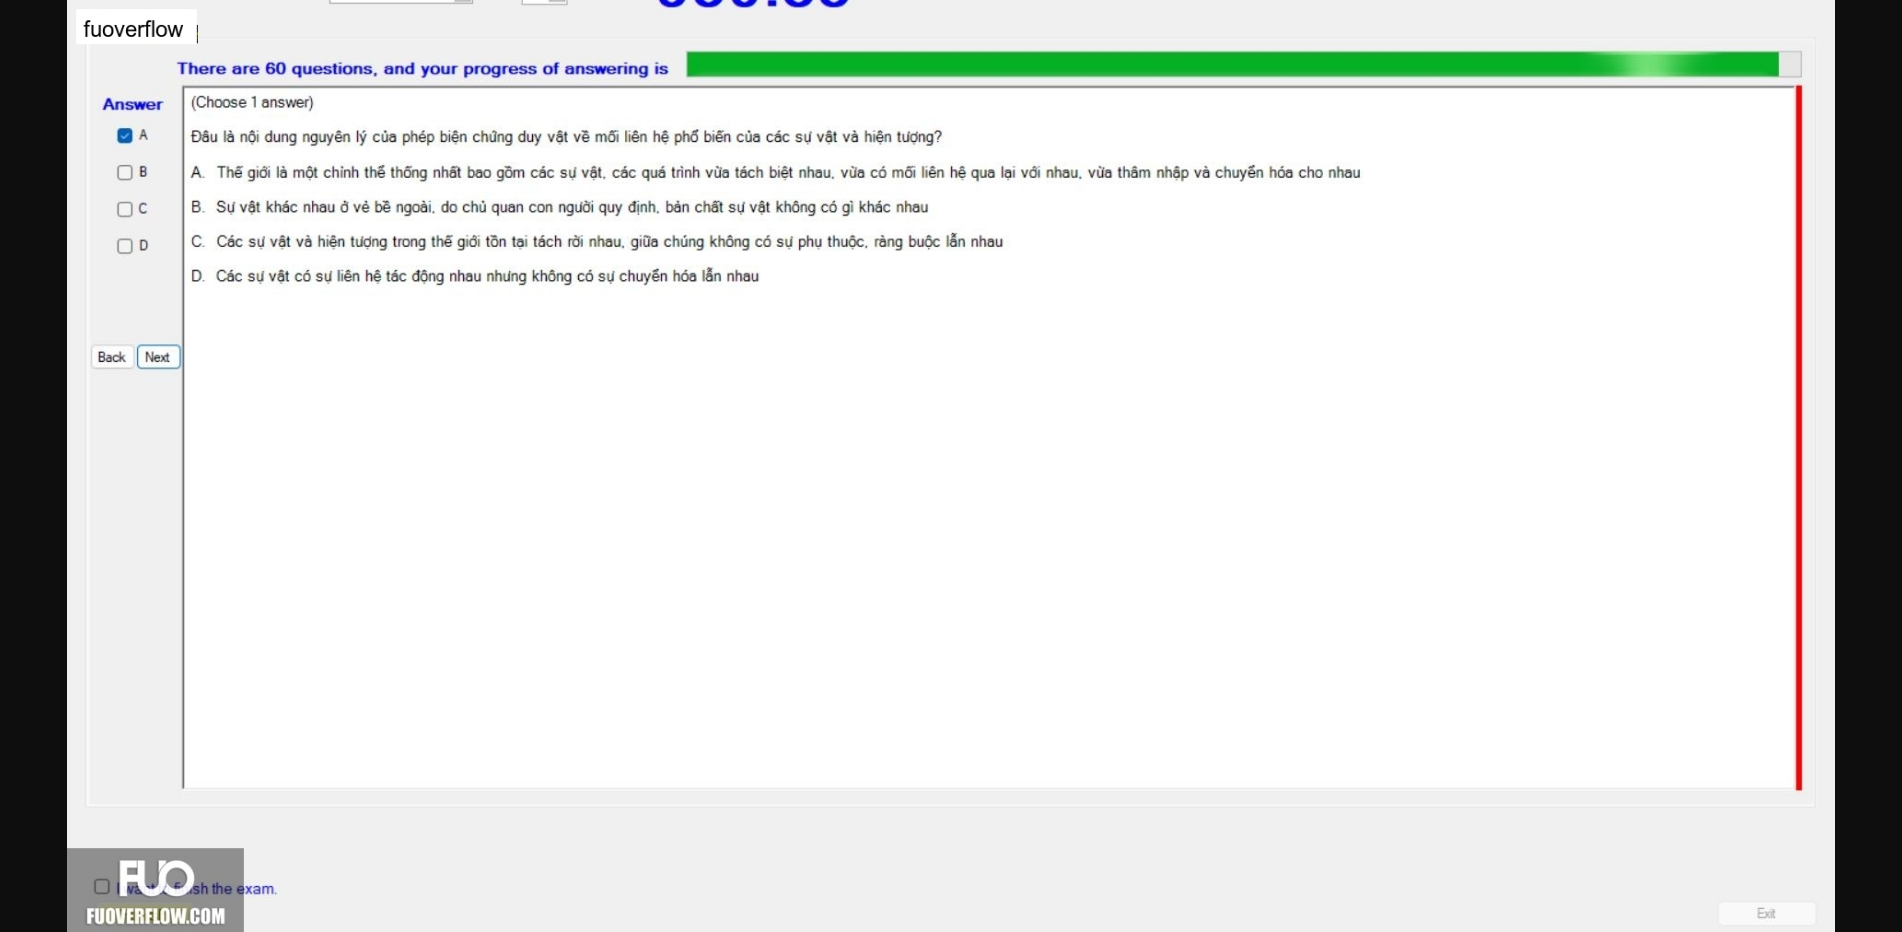 fuoverflow
There are 60 questions, and your progress of answering is
Answer
(Choose 1 answer)
A
Đâu là nội dung nguyên lý của phép biện chứng duy vật về mối liên hệ phổ biến của các sự vật và hiện tượng?
B
A. Thế giới là một chỉnh thể thống nhất bao gồm các sự vật, các quá trình vừa tách biệt nhau, vừa có mối liên hệ qua lại với nhau, vừa thâm nhập và chuyển hóa cho nhau
C
B. Sự vật khác nhau ở vẻ bề ngoài, do chủ quan con người quy định, bản chất sự vật không có gì khác nhau
D
C. Các sự vật và hiện tượng trong thế giới tồn tại tách rời nhau, giữa chúng không có sự phụ thuộc, ràng buộc lẫn nhau
D. Các sự vật có sự liên hệ tác động nhau nhưng không có sự chuyển hóa lẫn nhau
Back Next
FUO
I want finish the exam.
FUOVERFLOW.COM
Exit